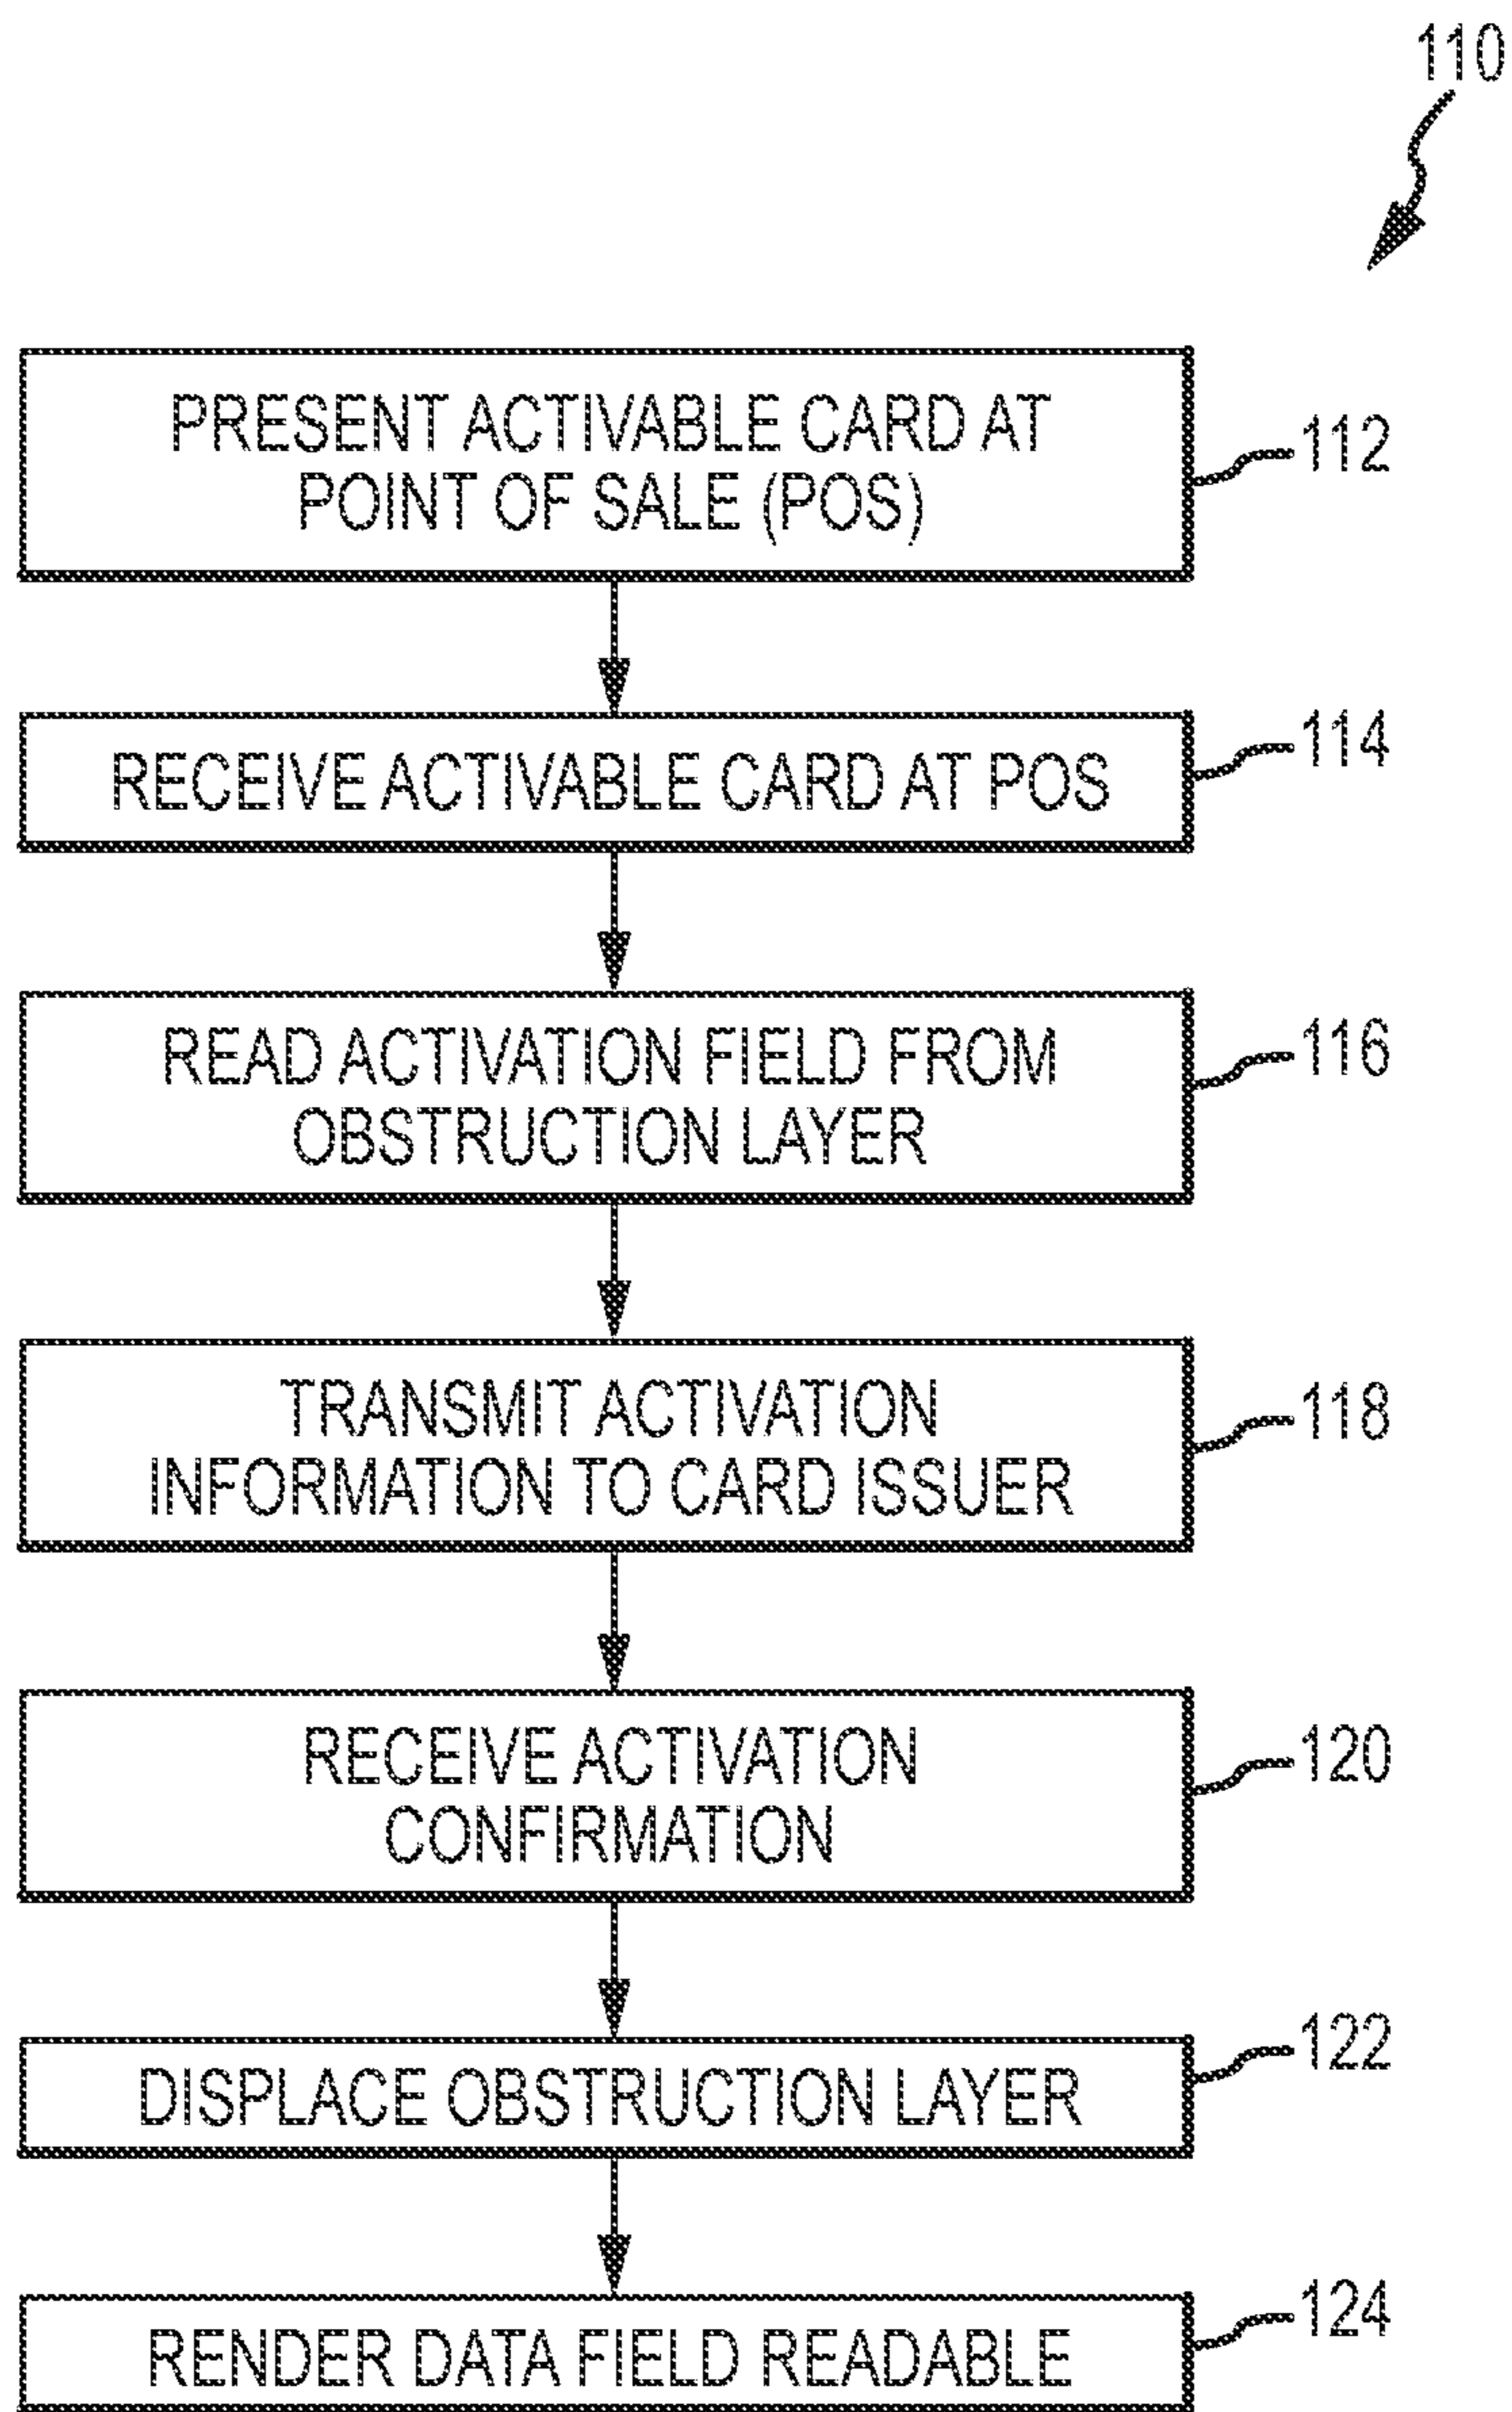 110
PRESENT ACTIVABLE CARD AT
POINT OF SALE (POS)
112
RECEIVE ACTIVABLE CARD AT POS
114
READ ACTIVATION FIELD FROM
OBSTRUCTION LAYER
116
TRANSMIT ACTIVATION
INFORMATION TO CARD ISSUER
118
RECEIVE ACTIVATION
CONFIRMATION
120
DISPLACE OBSTRUCTION LAYER
122
RENDER DATA FIELD READABLE
124